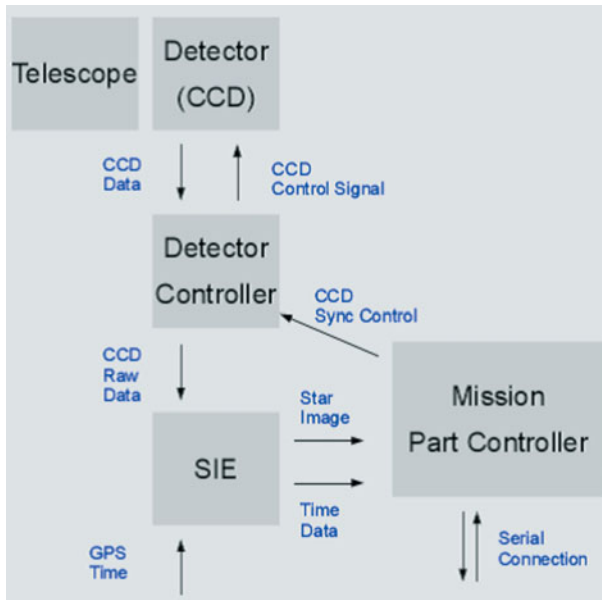 Telescope
Detector
(CCD)
CCD
Data
CCD
Control Signal
Detector
Controller
CCD
Sync Control
CCD
Raw
Data
Star
Image
Mission
Part Controller
SIE
Time
Data
GPS
Time
Serial
Connection